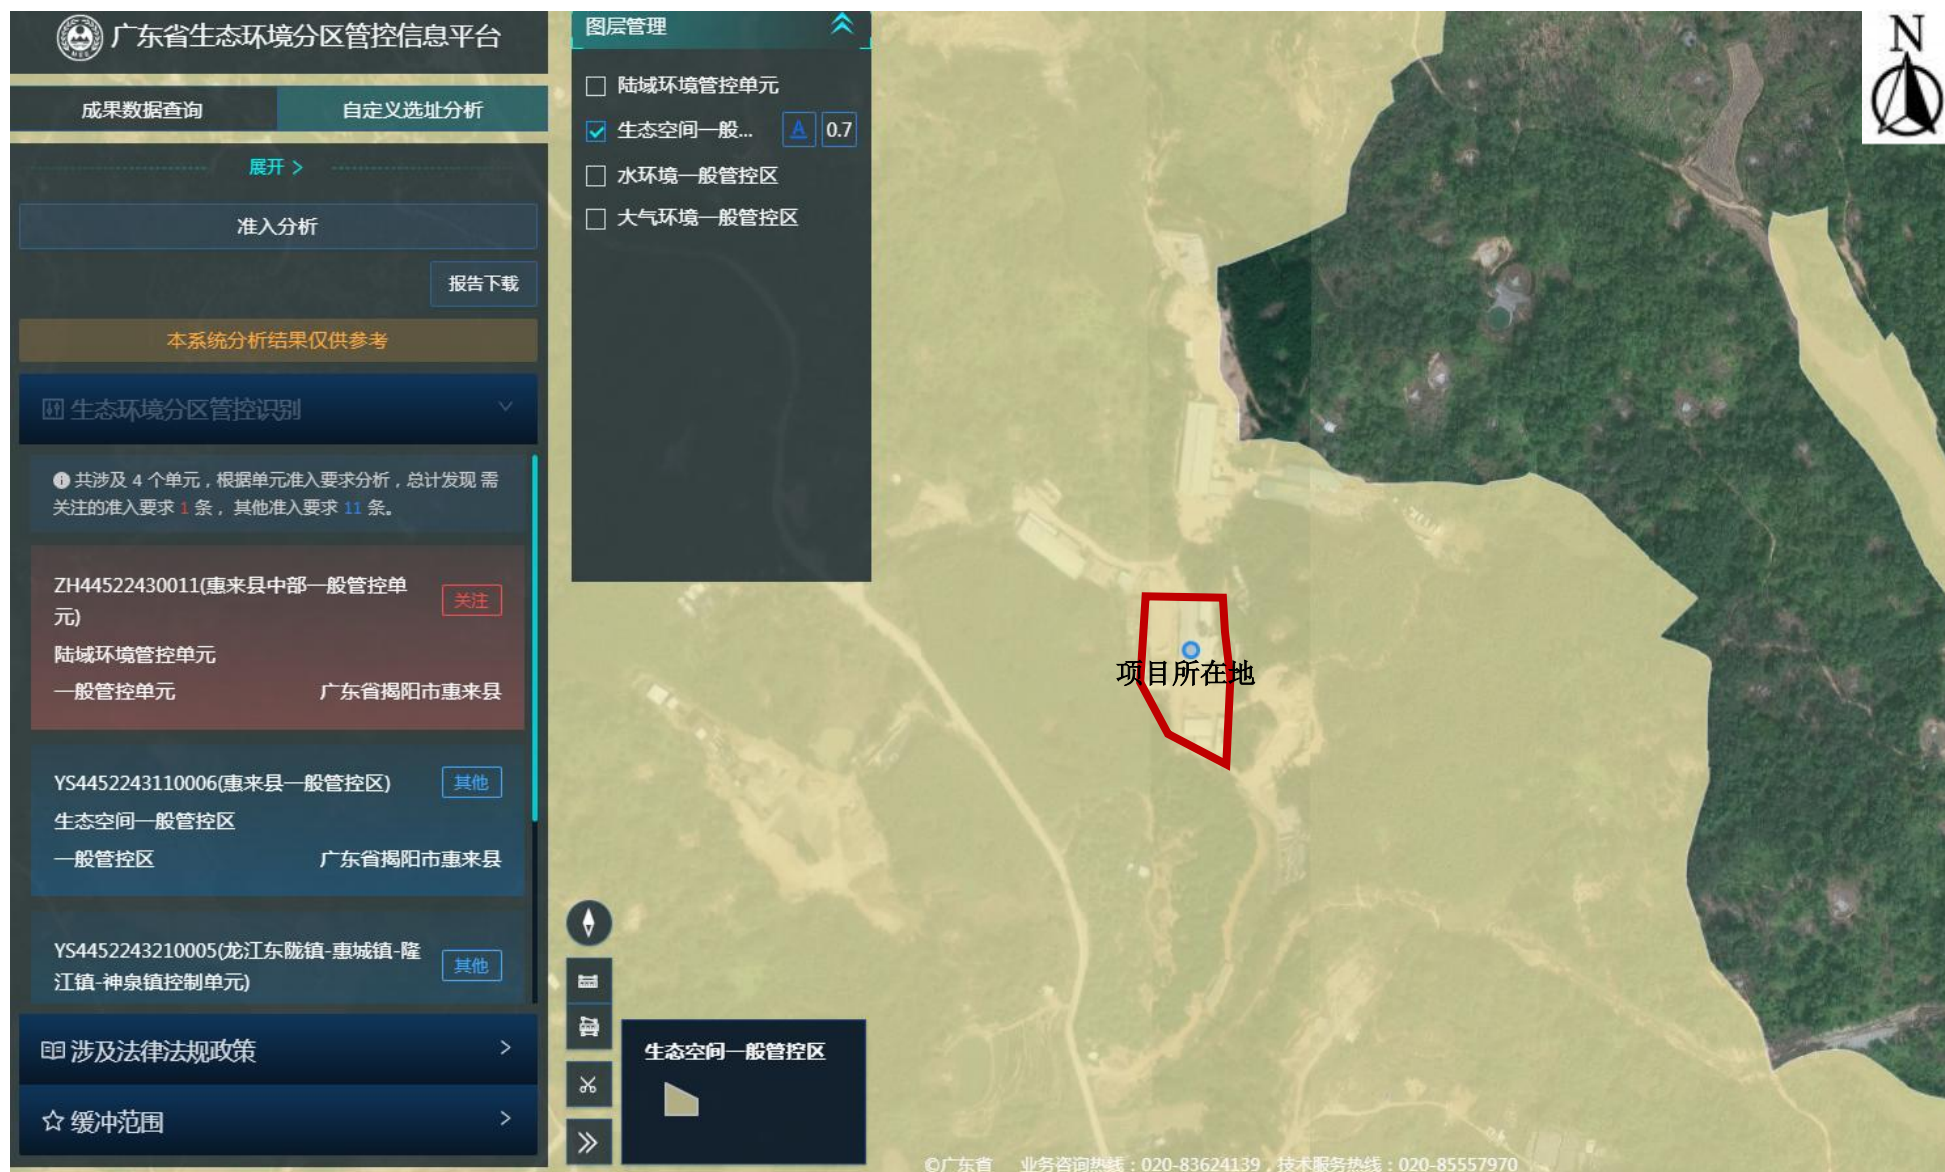 广东省生态环境分区管控信息平台
成果数据查询
自定义选址分析
展开 >
准入分析
报告下载
本系统分析结果仅供参考
生态环境分区管控识别
共涉及 4 个单元，根据单元准入要求分析，总计发现 需
关注的准入要求 1 条， 其他准入要求 11 条。
ZH44522430011(惠来县中部一般管控单
元)
关注
陆域环境管控单元
一般管控单元
广东省揭阳市惠来县
YS4452243110006(惠来县一般管控区)
其他
生态空间一般管控区
一般管控区
广东省揭阳市惠来县
YS4452243210005(龙江东陇镇-惠城镇-隆
江镇-神泉镇控制单元)
其他
涉及法律法规政策
缓冲范围
图层管理
陆域环境管控单元
生态空间一般...
A
0.7
水环境一般管控区
大气环境一般管控区
N
项目所在地
生态空间一般管控区
©广东省 业务咨询热线：020-83624139，技术服务热线：020-85557970